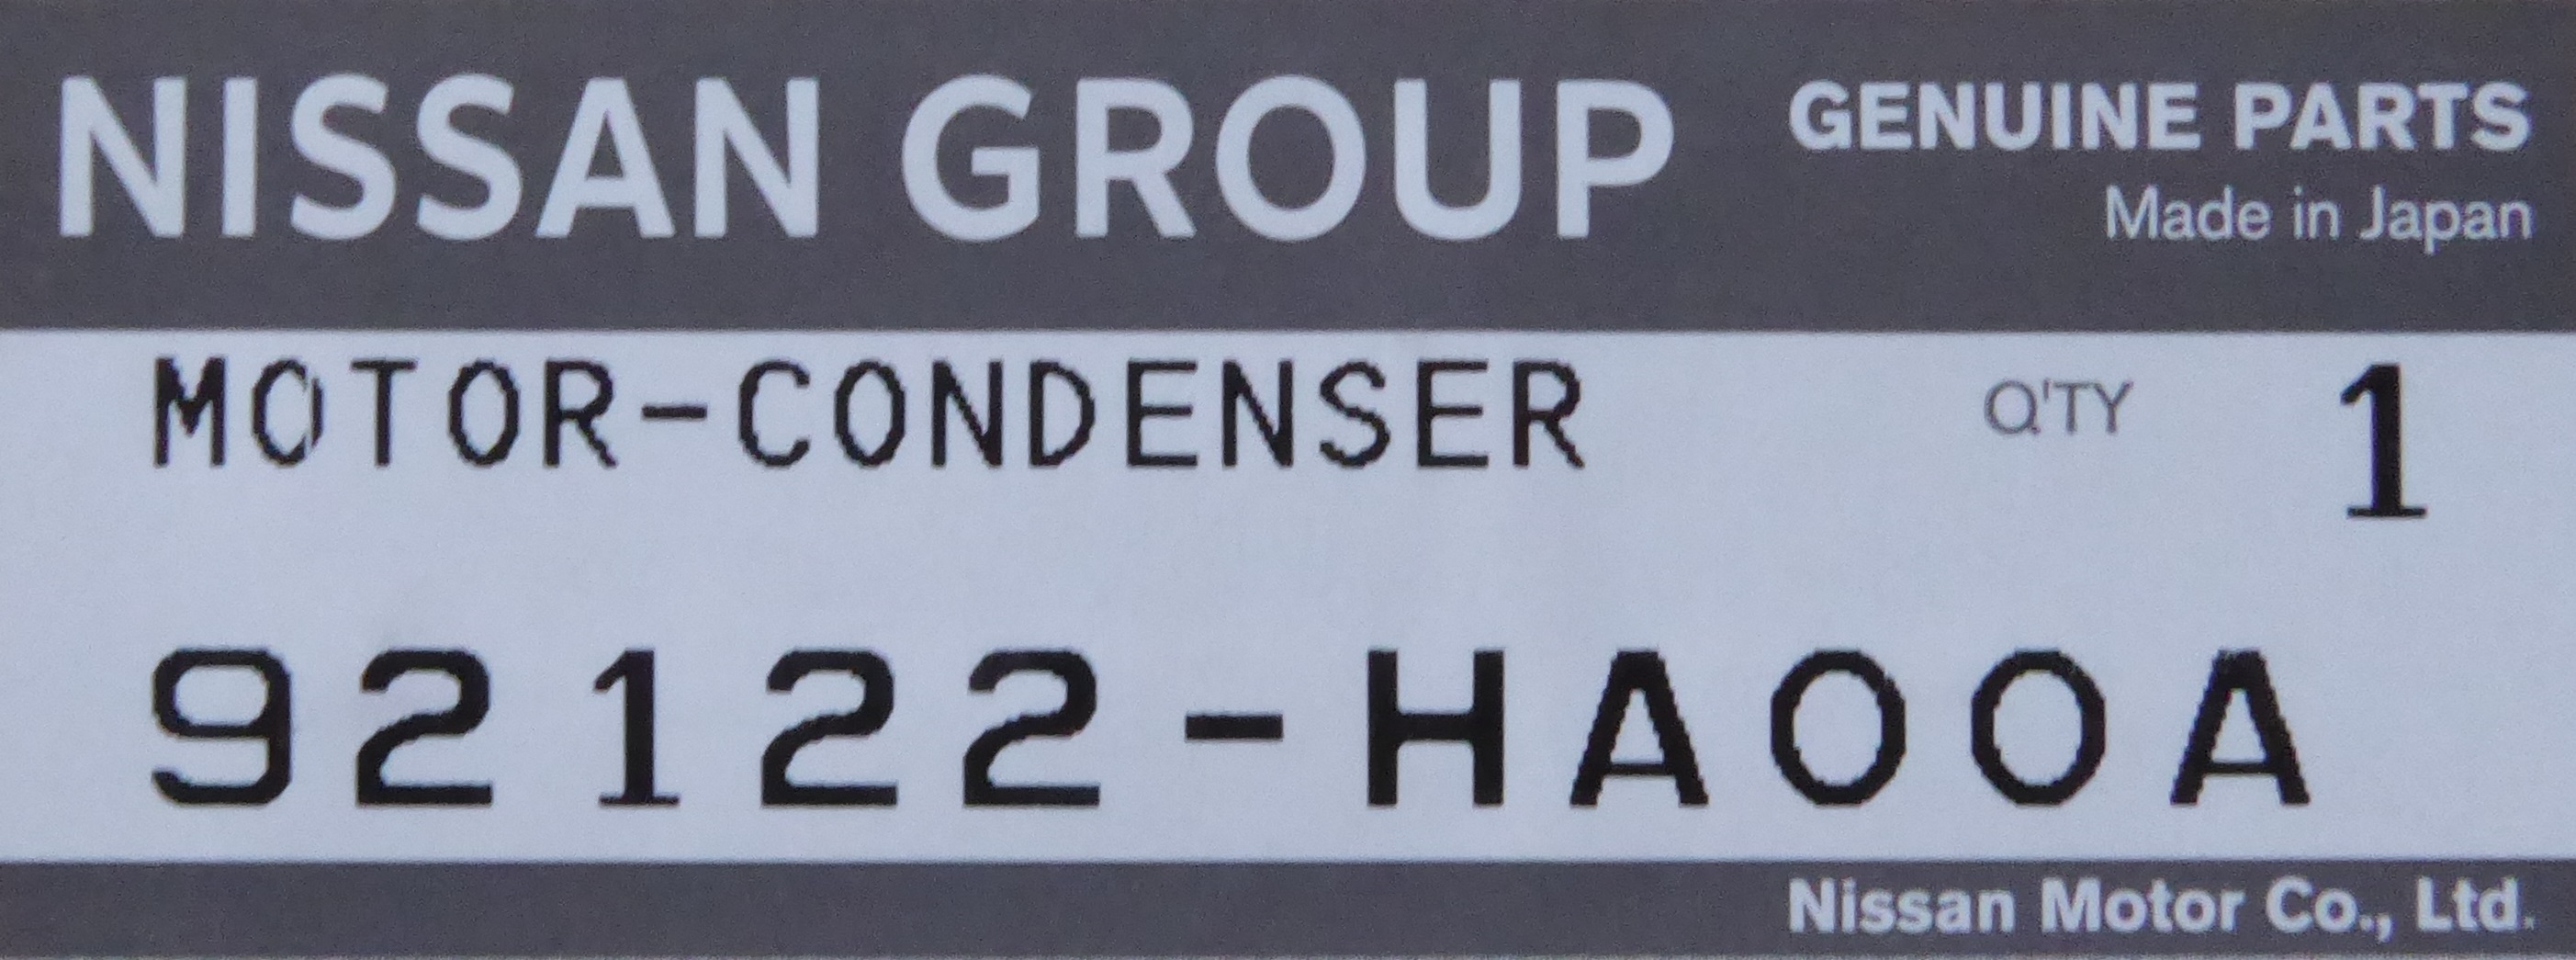 NISSAN GROUP GENUINE PARTS
Made in Japan
MOTOR-CONDENSER Q'TY 1
92122-HA00A
Nissan Motor Co., Ltd.